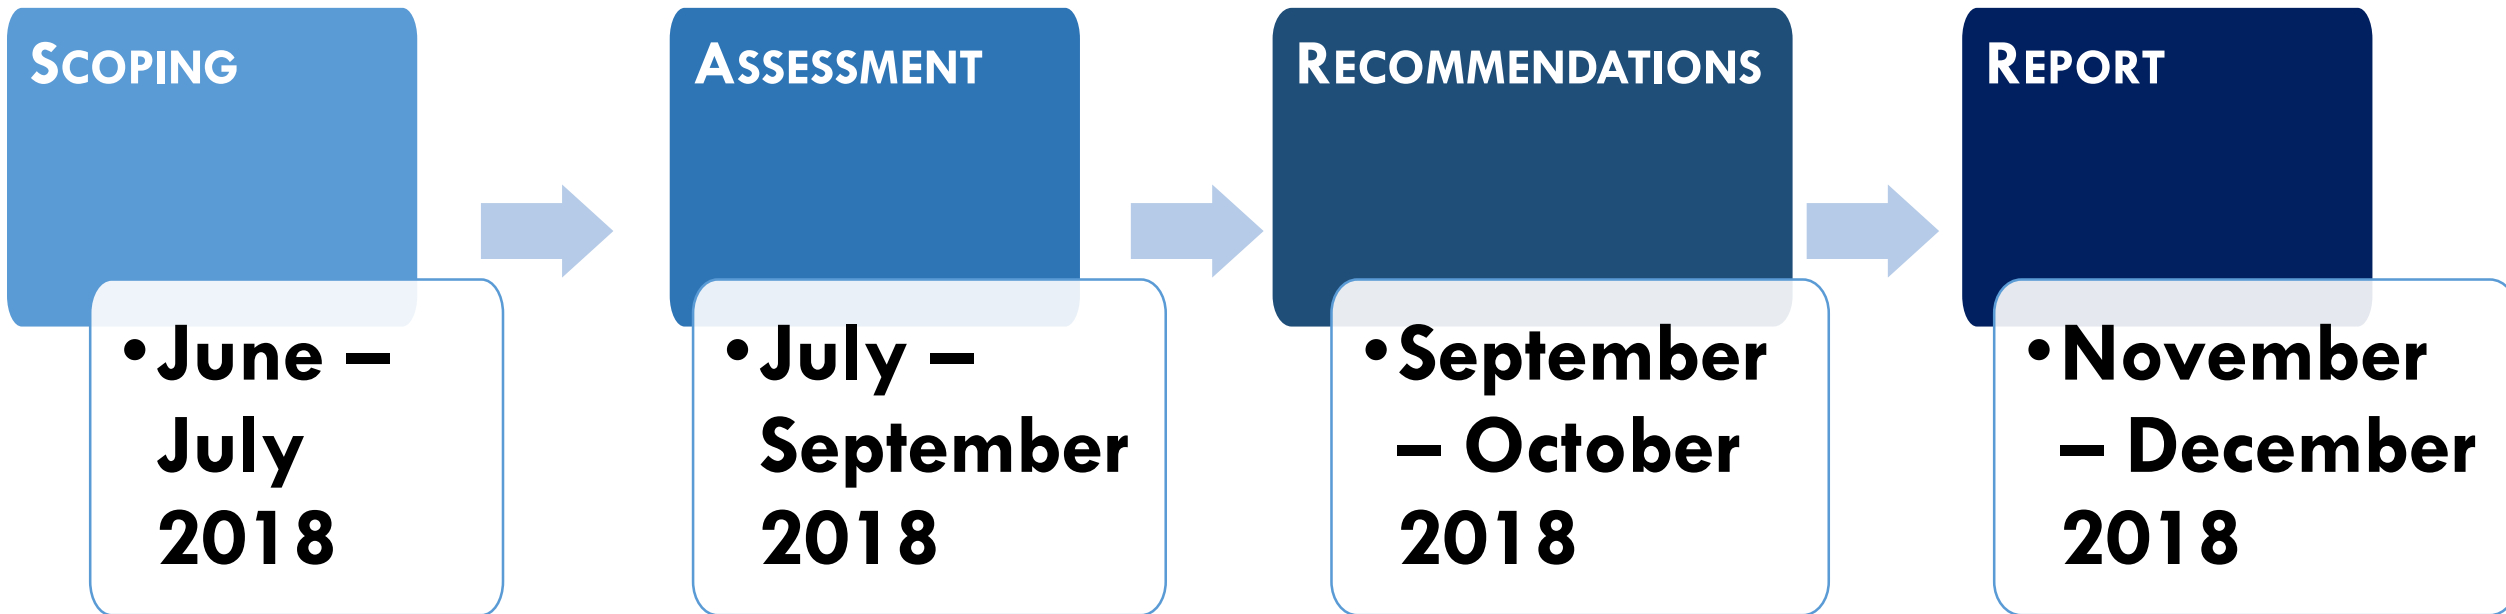 SCOPING
• June –
July
2018
ASSESSMENT
• July –
September
2018
RECOMMENDATIONS
• September
– October
2018
REPORT
• November
– December
2018